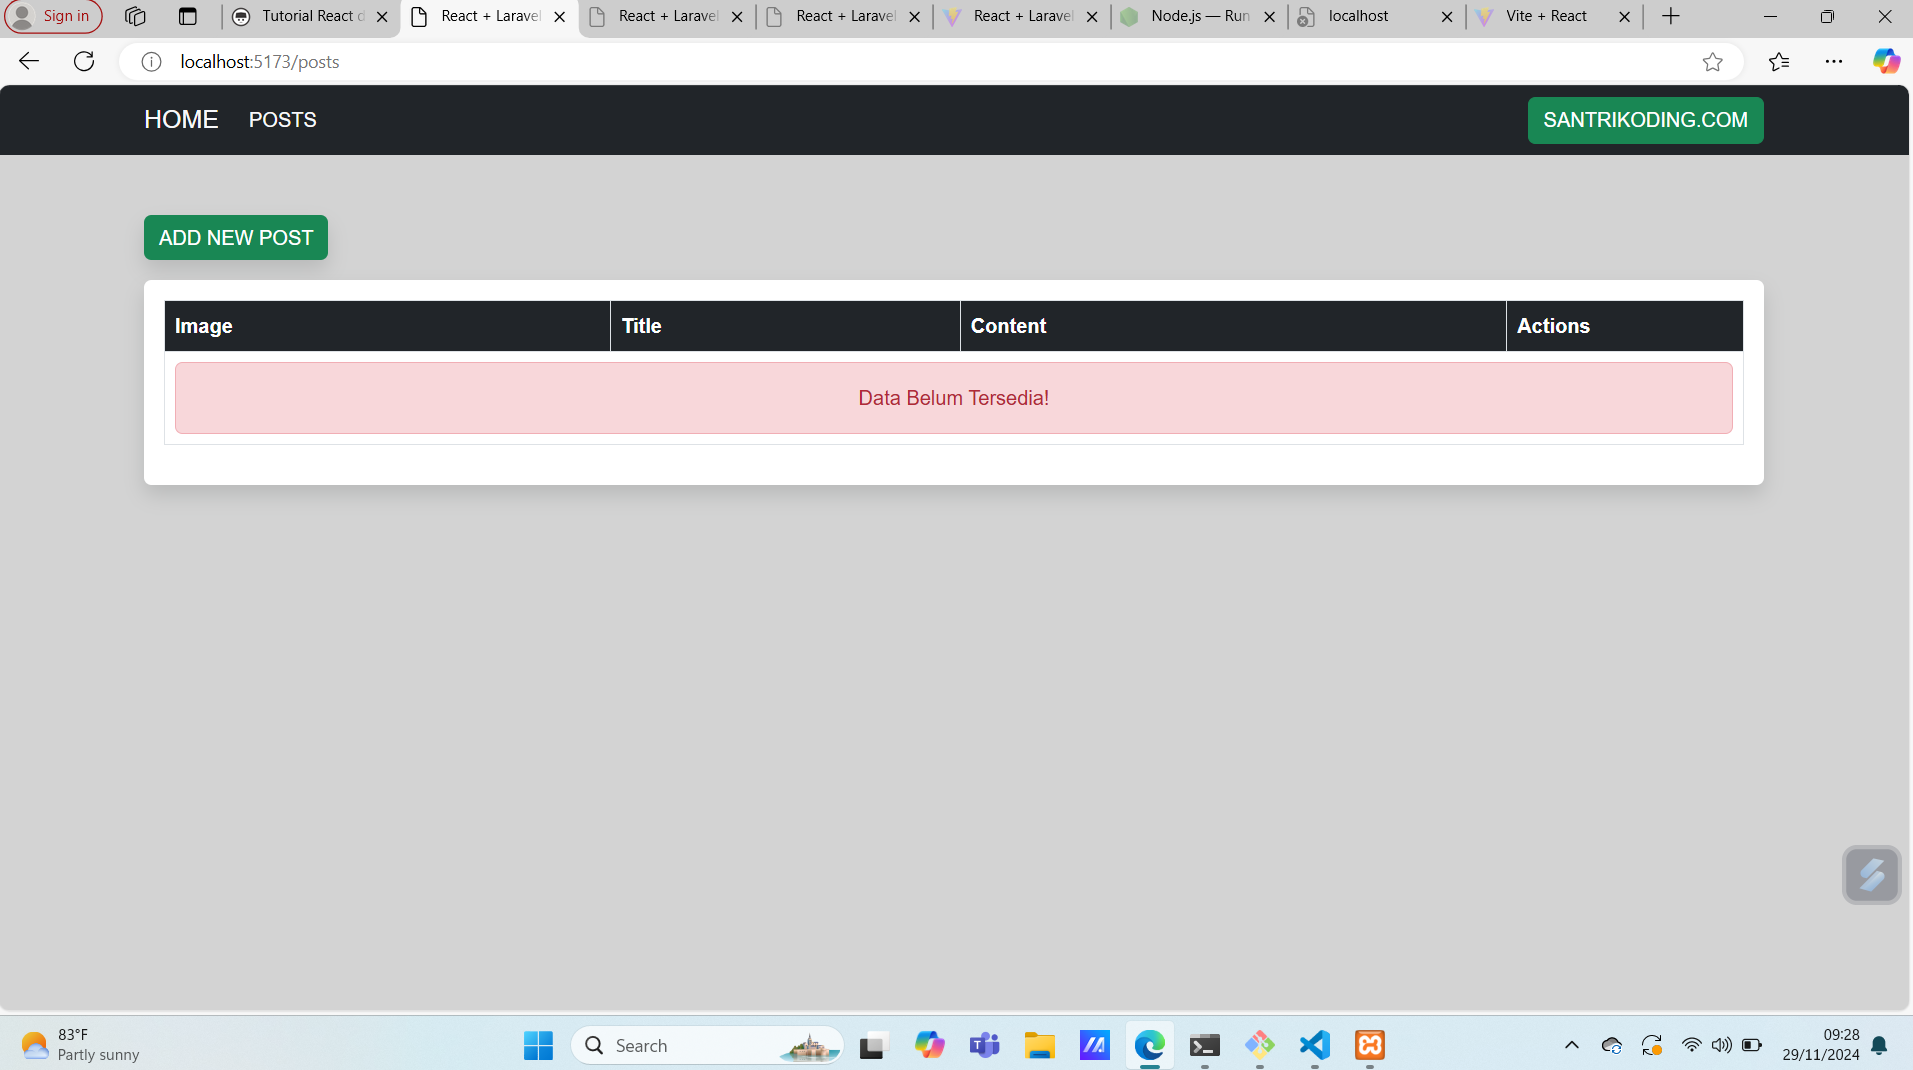 Sign in
Tutorial React d
React + Laravel
React + Laravel
React + Laravel
React + Laravel
Node.js — Run
localhost
Vite + React
localhost:5173/posts
HOME POSTS SANTRIKODING.COM
ADD NEW POST
Image Title Content Actions
Data Belum Tersedia!
83°F
Partly sunny
Search
09:28
29/11/2024